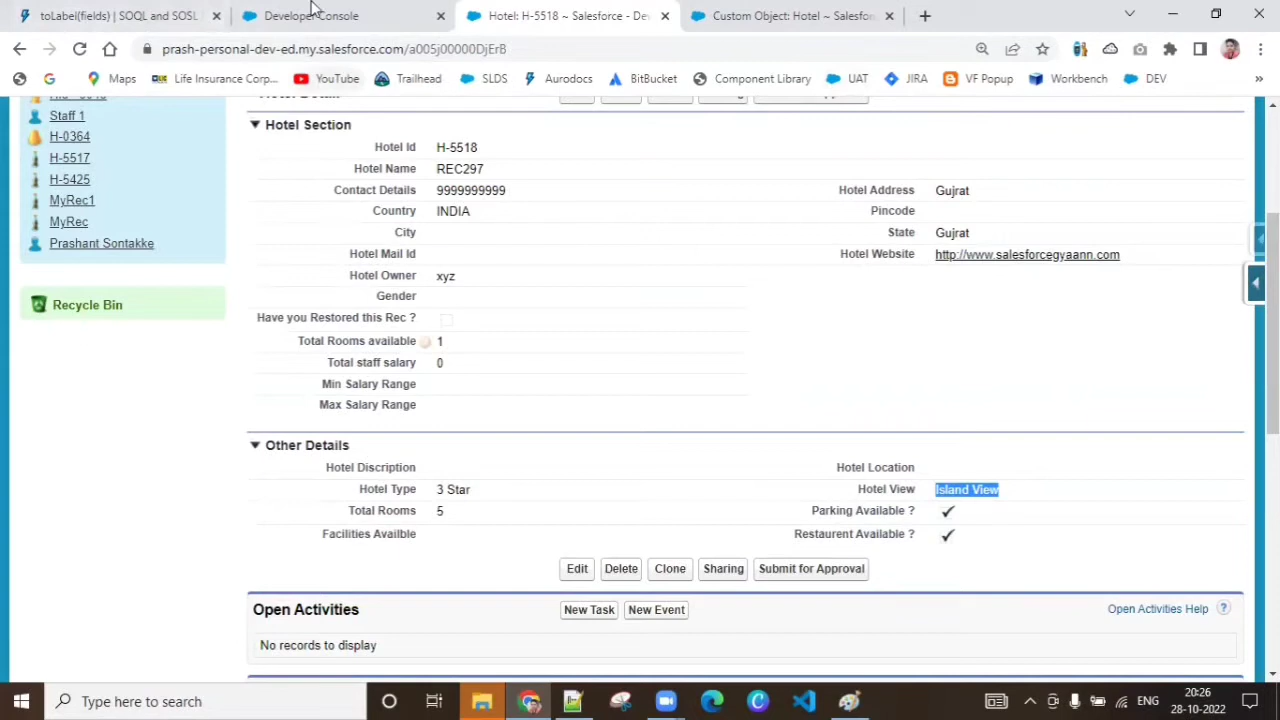 toLabel(fields) | SOQL and SOSL
Developer Console
Hotel: H-5518 ~ Salesforce - Dev
Custom Object: Hotel ~ Salesfor
prash-personal-dev-ed.my.salesforce.com/a005j00000DjErB
Maps
Life Insurance Corp...
YouTube
Trailhead
SLDS
Aurodocs
BitBucket
Component Library
UAT
JIRA
VF Popup
Workbench
DEV
»
Staff 1
H-0364
H-5517
H-5425
MyRec1
MyRec
Prashant Sontakke
Recycle Bin
Hotel Section
Hotel Id H-5518
Hotel Name REC297
Contact Details 9999999999 Hotel Address Gujrat
Country INDIA Pincode
City State Gujrat
Hotel Mail Id Hotel Website http://www.salesforcegyaann.com
Hotel Owner xyz
Gender
Have you Restored this Rec ?
Total Rooms available 1
Total staff salary 0
Min Salary Range
Max Salary Range
Other Details
Hotel Discription Hotel Location
Hotel Type 3 Star Hotel View Island View
Total Rooms 5 Parking Available ?
Facilities Availble Restaurent Available ?
Edit Delete Clone Sharing Submit for Approval
Open Activities New Task New Event Open Activities Help ?
No records to display
Type here to search
ENG
20:26
28-10-2022